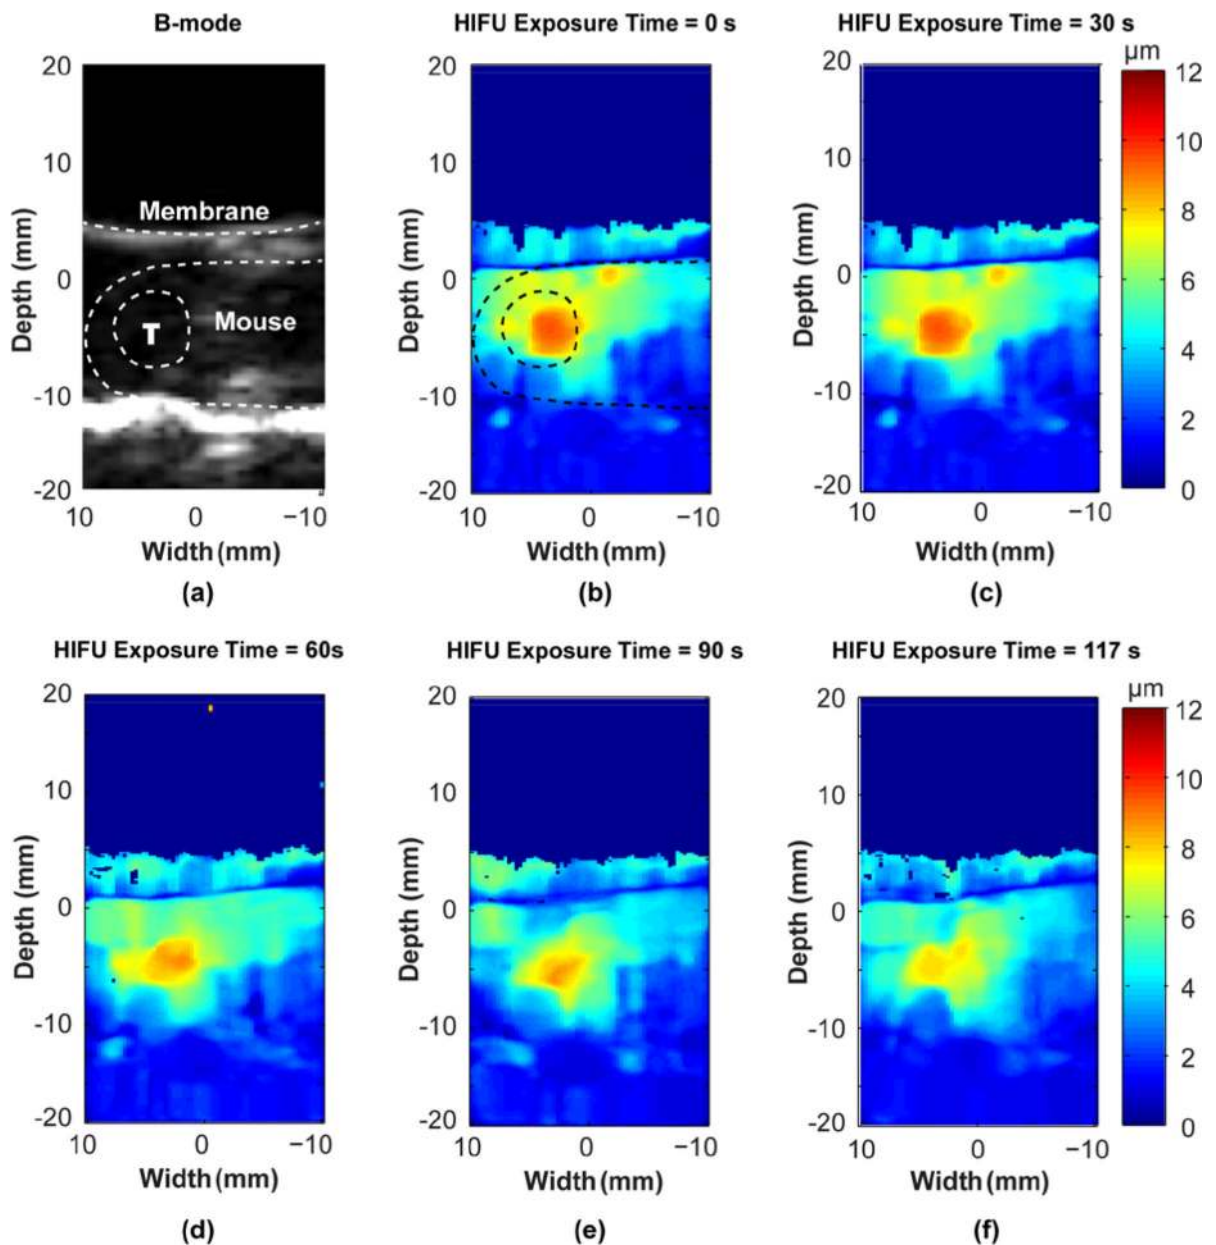 B-mode
HIFU Exposure Time = 0 s
HIFU Exposure Time = 30 s
µm
20
10
0
-10
-20
Depth (mm)
Membrane
T
Mouse
10
0
−10
Width (mm)
(a)
20
10
0
-10
-20
Depth (mm)
10
0
−10
Width (mm)
(b)
20
10
0
-10
-20
Depth (mm)
10
0
−10
Width (mm)
(c)
12
10
8
6
4
2
0
HIFU Exposure Time = 60s
HIFU Exposure Time = 90 s
HIFU Exposure Time = 117 s
µm
20
10
0
-10
-20
Depth (mm)
10
0
−10
Width (mm)
(d)
20
10
0
-10
-20
Depth (mm)
10
0
−10
Width (mm)
(e)
20
10
0
-10
-20
Depth (mm)
10
0
−10
Width (mm)
(f)
12
10
8
6
4
2
0